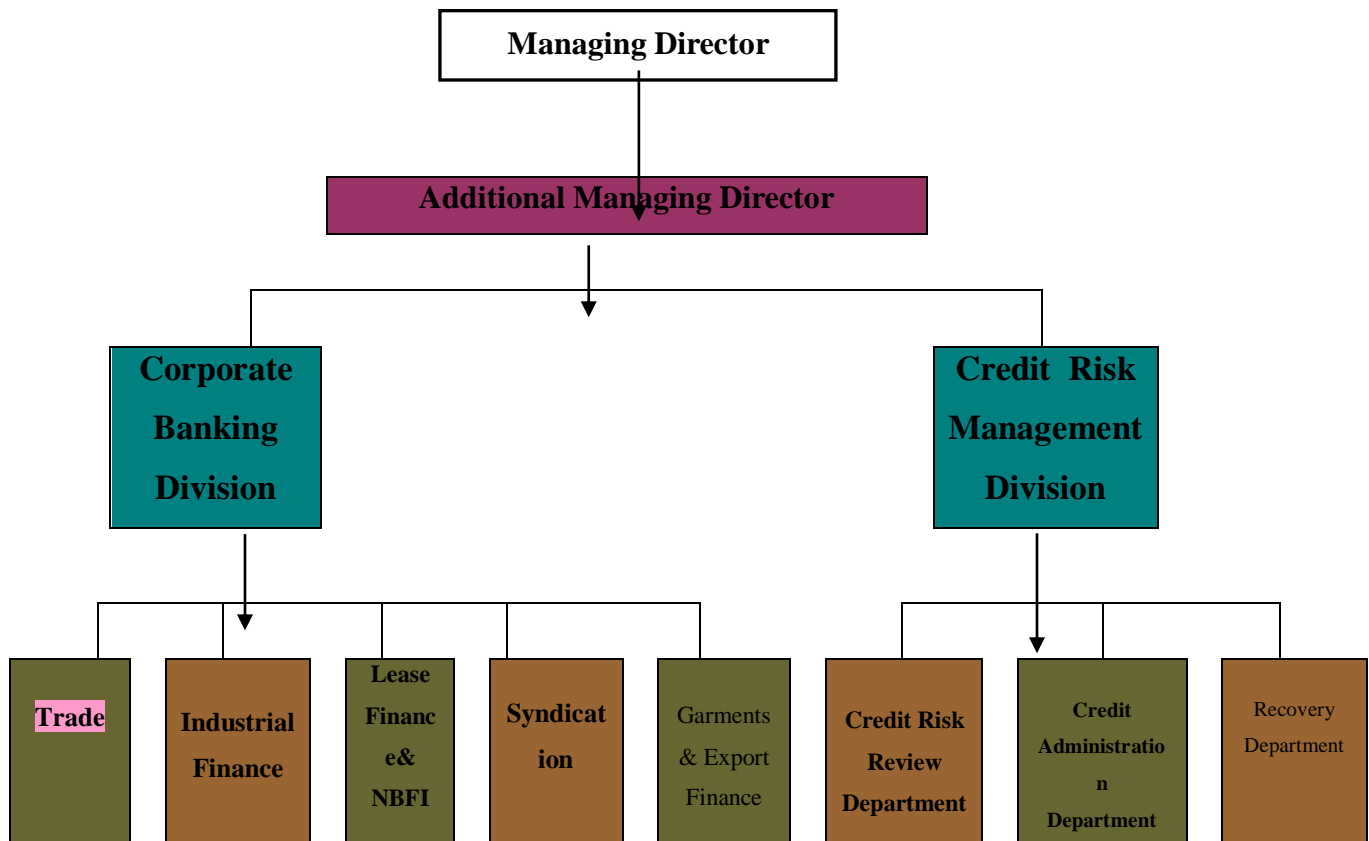 Managing Director
Additional Managing Director
Corporate
Banking
Division
Credit Risk
Management
Division
Trade
Industrial
Finance
Lease
Financ
e&
NBFI
Syndicat
ion
Garments
& Export
Finance
Credit Risk
Review
Department
Credit
Administratio
n
Department
Recovery
Department